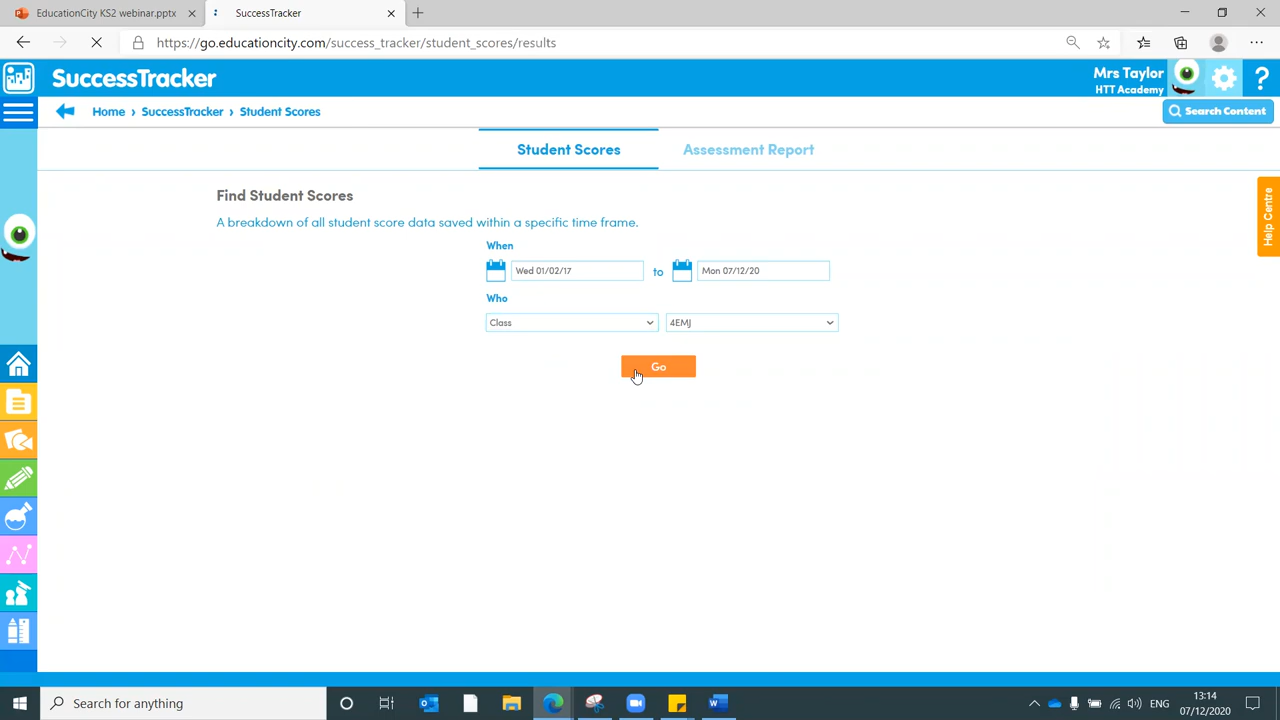 EducationCity KS2 webinar.pptx
SuccessTracker
https://go.educationcity.com/success_tracker/student_scores/results
SuccessTracker
Mrs Taylor
HTT Academy
?
Home › SuccessTracker › Student Scores
Search Content
Student Scores
Assessment Report
Help Centre
Find Student Scores
A breakdown of all student score data saved within a specific time frame.
When
Wed 01/02/17 to Mon 07/12/20
Who
Class
4EMJ
Go
Search for anything
ENG
13:14
07/12/2020